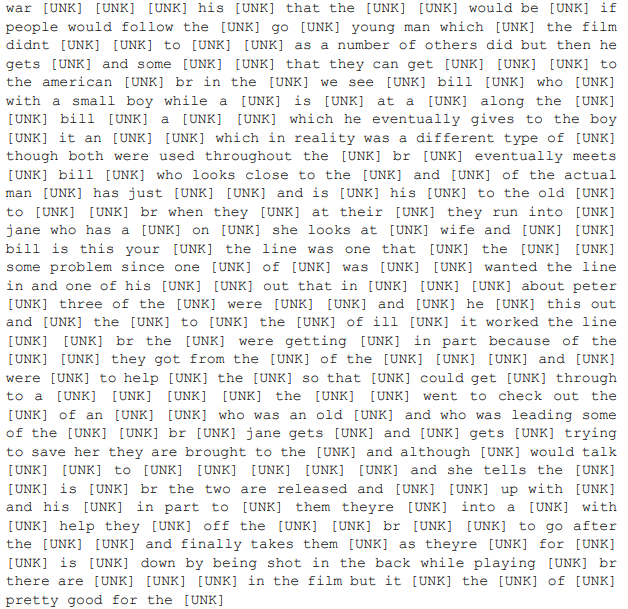 war [UNK] [UNK] [UNK] his [UNK] that the [UNK] [UNK] would be [UNK] if
people would follow the [UNK] go [UNK] young man which [UNK] the film
didnt [UNK] [UNK] to [UNK] as a number of others did but then he
gets [UNK] and some [UNK] [UNK] that they can get [UNK] [UNK] [UNK] to
the american [UNK] br in the [UNK] we see [UNK] bill [UNK] who [UNK]
with a small boy while a [UNK] is [UNK] at a [UNK] along the [UNK]
[UNK] bill [UNK] a [UNK] [UNK] which he eventually gives to the boy
[UNK] it an [UNK] [UNK] which in reality was a different type of [UNK]
though both were used throughout the [UNK] br [UNK] eventually meets
[UNK] bill [UNK] who looks close to the [UNK] and [UNK] of the actual
man [UNK] has just [UNK] [UNK] and is [UNK] his [UNK] to the old [UNK]
to [UNK] [UNK] br when they [UNK] at their [UNK] they run into [UNK]
jane who has a [UNK] on [UNK] she looks at [UNK] wife and [UNK] [UNK]
bill is this your [UNK] the line was one that [UNK] the [UNK] [UNK]
some problem since one [UNK] of [UNK] was [UNK] [UNK] wanted the line
in and one of his [UNK] [UNK] out that in [UNK] [UNK] [UNK] about peter
[UNK] three of the [UNK] were [UNK] [UNK] and [UNK] he [UNK] this out
and [UNK] the [UNK] to [UNK] the [UNK] of ill [UNK] it worked the line
[UNK] [UNK] br the [UNK] were getting [UNK] in part because of the
[UNK] [UNK] they got from the [UNK] of the [UNK] [UNK] [UNK] and [UNK]
were [UNK] to help [UNK] the [UNK] so that [UNK] could get [UNK] through
to a [UNK] [UNK] [UNK] [UNK] the [UNK] [UNK] went to check out the
[UNK] of an [UNK] [UNK] who was an old [UNK] and who was leading some
of the [UNK] [UNK] br [UNK] jane gets [UNK] and [UNK] gets [UNK] trying
to save her they are brought to the [UNK] and although [UNK] would talk
[UNK] [UNK] to [UNK] [UNK] [UNK] [UNK] [UNK] and she tells the [UNK]
[UNK] is [UNK] br the two are released and [UNK] [UNK] up with [UNK]
and his [UNK] in part to [UNK] them theyre [UNK] into a [UNK] with
[UNK] help they [UNK] off the [UNK] [UNK] br [UNK] [UNK] to go after
the [UNK] [UNK] and finally takes them [UNK] as theyre [UNK] for [UNK]
[UNK] is [UNK] down by being shot in the back while playing [UNK] br
there are [UNK] [UNK] [UNK] in the film but it [UNK] the [UNK] of [UNK]
pretty good for the [UNK]